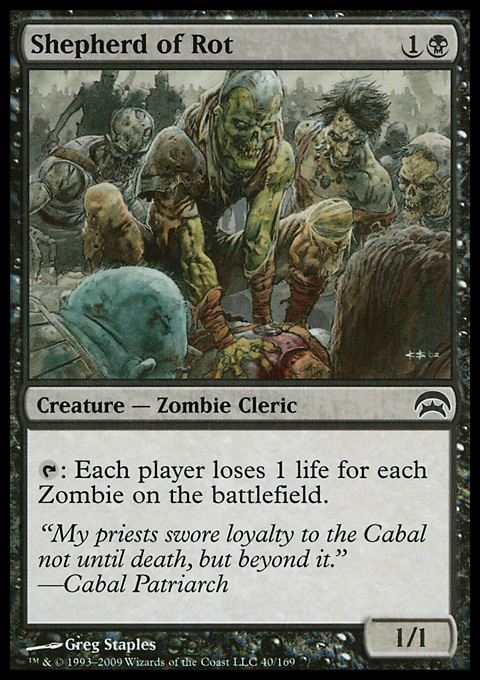 Shepherd of Rot 1
Creature — Zombie Cleric
: Each player loses 1 life for each
Zombie on the battlefield.
“My priests swore loyalty to the Cabal
not until death, but beyond it.”
—Cabal Patriarch
1/1
Greg Staples
™ & © 1993–2009 Wizards of the Coast LLC 40/169